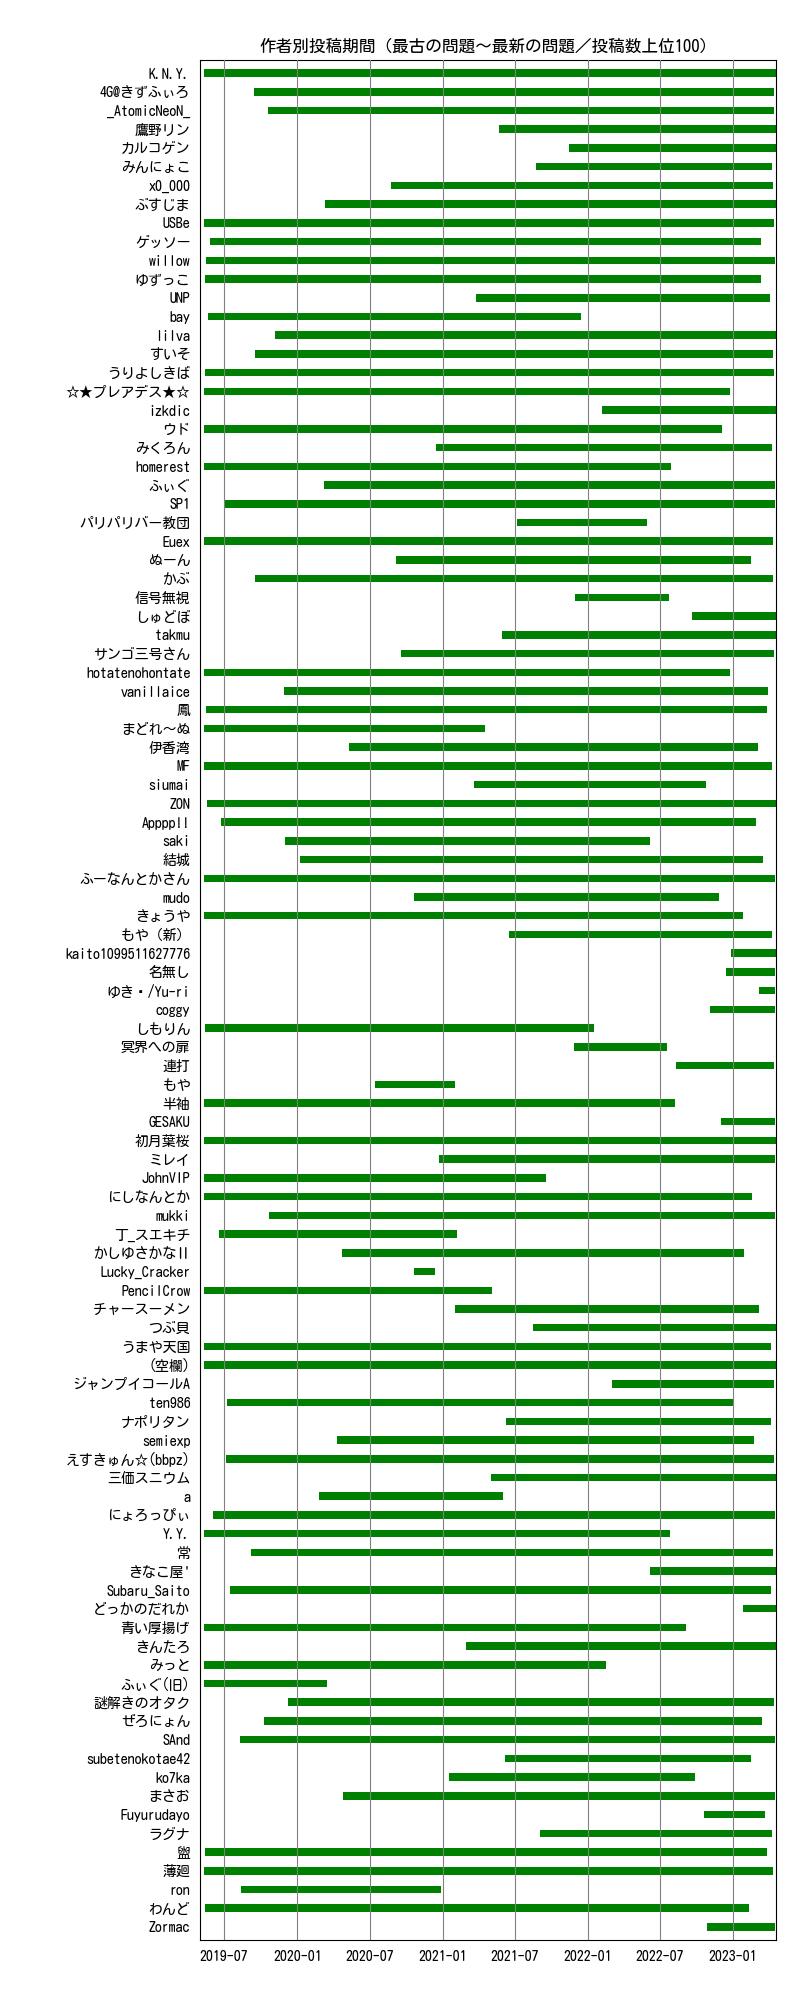 作者別投稿期間（最古の問題～最新の問題／投稿数上位100）
K.N.Y.
4G@きずふぃろ
_AtomicNeoN_
鷹野リン
カルコゲン
みんにょこ
x0_000
ぶすじま
USBe
ゲッソー
willow
ゆずっこ
UNP
bay
lilva
すいそ
うりよしきば
☆★プレアデス★☆
izkdic
ウド
みくろん
homerest
ふぃぐ
SP1
パリパリバー教団
Euex
ぬーん
かぶ
信号無視
しゅどぼ
takmu
サンゴ三号さん
hotatenohontate
vanillaice
鳳
まどれ～ぬ
伊香湾
MF
siumai
ZON
Appppll
saki
結城
ふーなんとかさん
mudo
きょうや
もや（新）
kaito1099511627776
名無し
ゆき・/Yu-ri
coggy
しもりん
冥界への扉
連打
もや
半袖
GESAKU
初月葉桜
ミレイ
JohnVIP
にしなんとか
mukki
丁_スエキチ
かしゆさかなII
Lucky_Cracker
PencilCrow
チャースーメン
つぶ貝
うまや天国
(空欄)
ジャンプイコールA
ten986
ナポリタン
semiexp
えすきゅん☆(bbpz)
三価スニウム
a
にょろっぴぃ
Y.Y.
常
きなこ屋'
Subaru_Saito
どっかのだれか
青い厚揚げ
きんたろ
みっと
ふぃぐ(旧)
謎解きのオタク
ぜろにょん
SAnd
subetenokotae42
ko7ka
まさお
Fuyurudayo
ラグナ
盥
薄廻
ron
わんど
Zormac
2019-07 2020-01 2020-07 2021-01 2021-07 2022-01 2022-07 2023-01